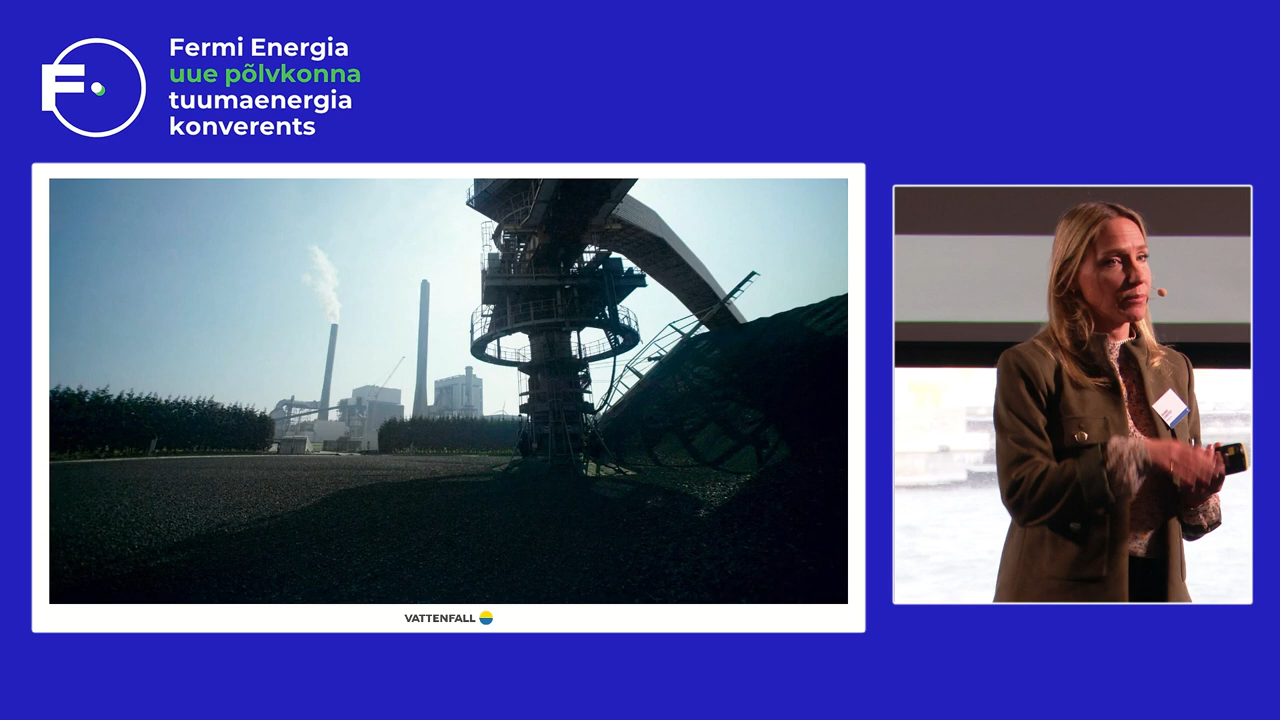 Fermi Energia
uue põlvkonna
tuumaenergia
konverents
VATTENFALL